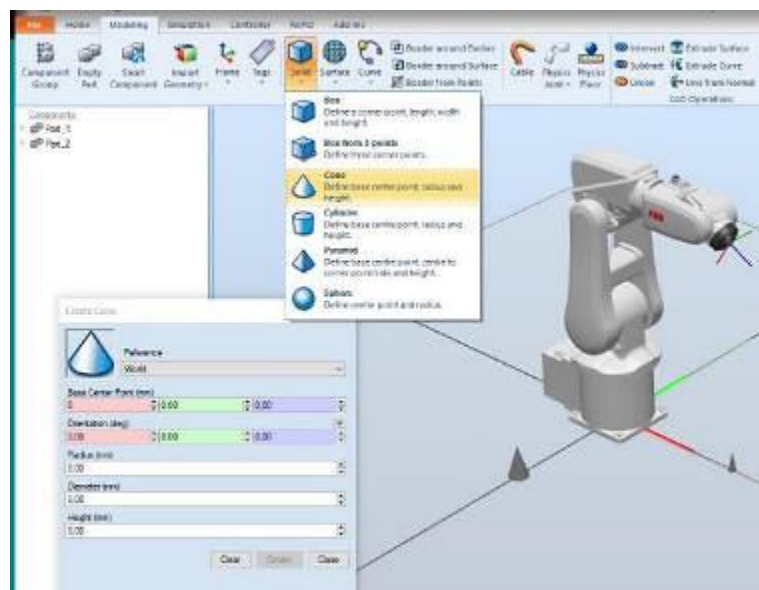 File Home Modeling Simulation Controller RAPID Add-Ins
Component Group
Empty Part
Smart Component
Import Geometry
Frame
Tags
Solid
Surface
Curve
Border around Bodies
Border around Surface
Border from Points
Cable
Physics Joint
Physics Floor
Intersect
Subtract
Union
Extrude Surface
Extrude Curve
Line from Normal
CAD Operations
Components
Part_1
Part_2
Box
Define a corner point, length, width
and height.
Box from 3 points
Define three corner points.
Cone
Define base center point, radius and
height.
Cylinder
Define base centre point, radius and
height.
Pyramid
Define base centre point, centre to
corner point/side and height.
Sphere
Define center point and radius.
ABB
Create Cone
Reference
World
Base Center Point (mm)
0 0.00 0.00
Orientation (deg)
0.00 0.00 0.00
Radius (mm)
0.00
Diameter (mm)
0.00
Height (mm)
0.00
Clear Create Close